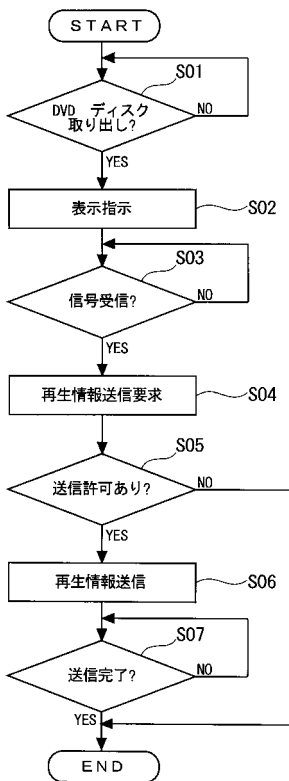 START
S01
DVD ディスク
取り出し?
NO
YES
表示指示
S02
S03
信号受信?
NO
YES
再生情報送信要求
S04
S05
送信許可あり?
NO
YES
再生情報送信
S06
S07
送信完了?
NO
YES
END